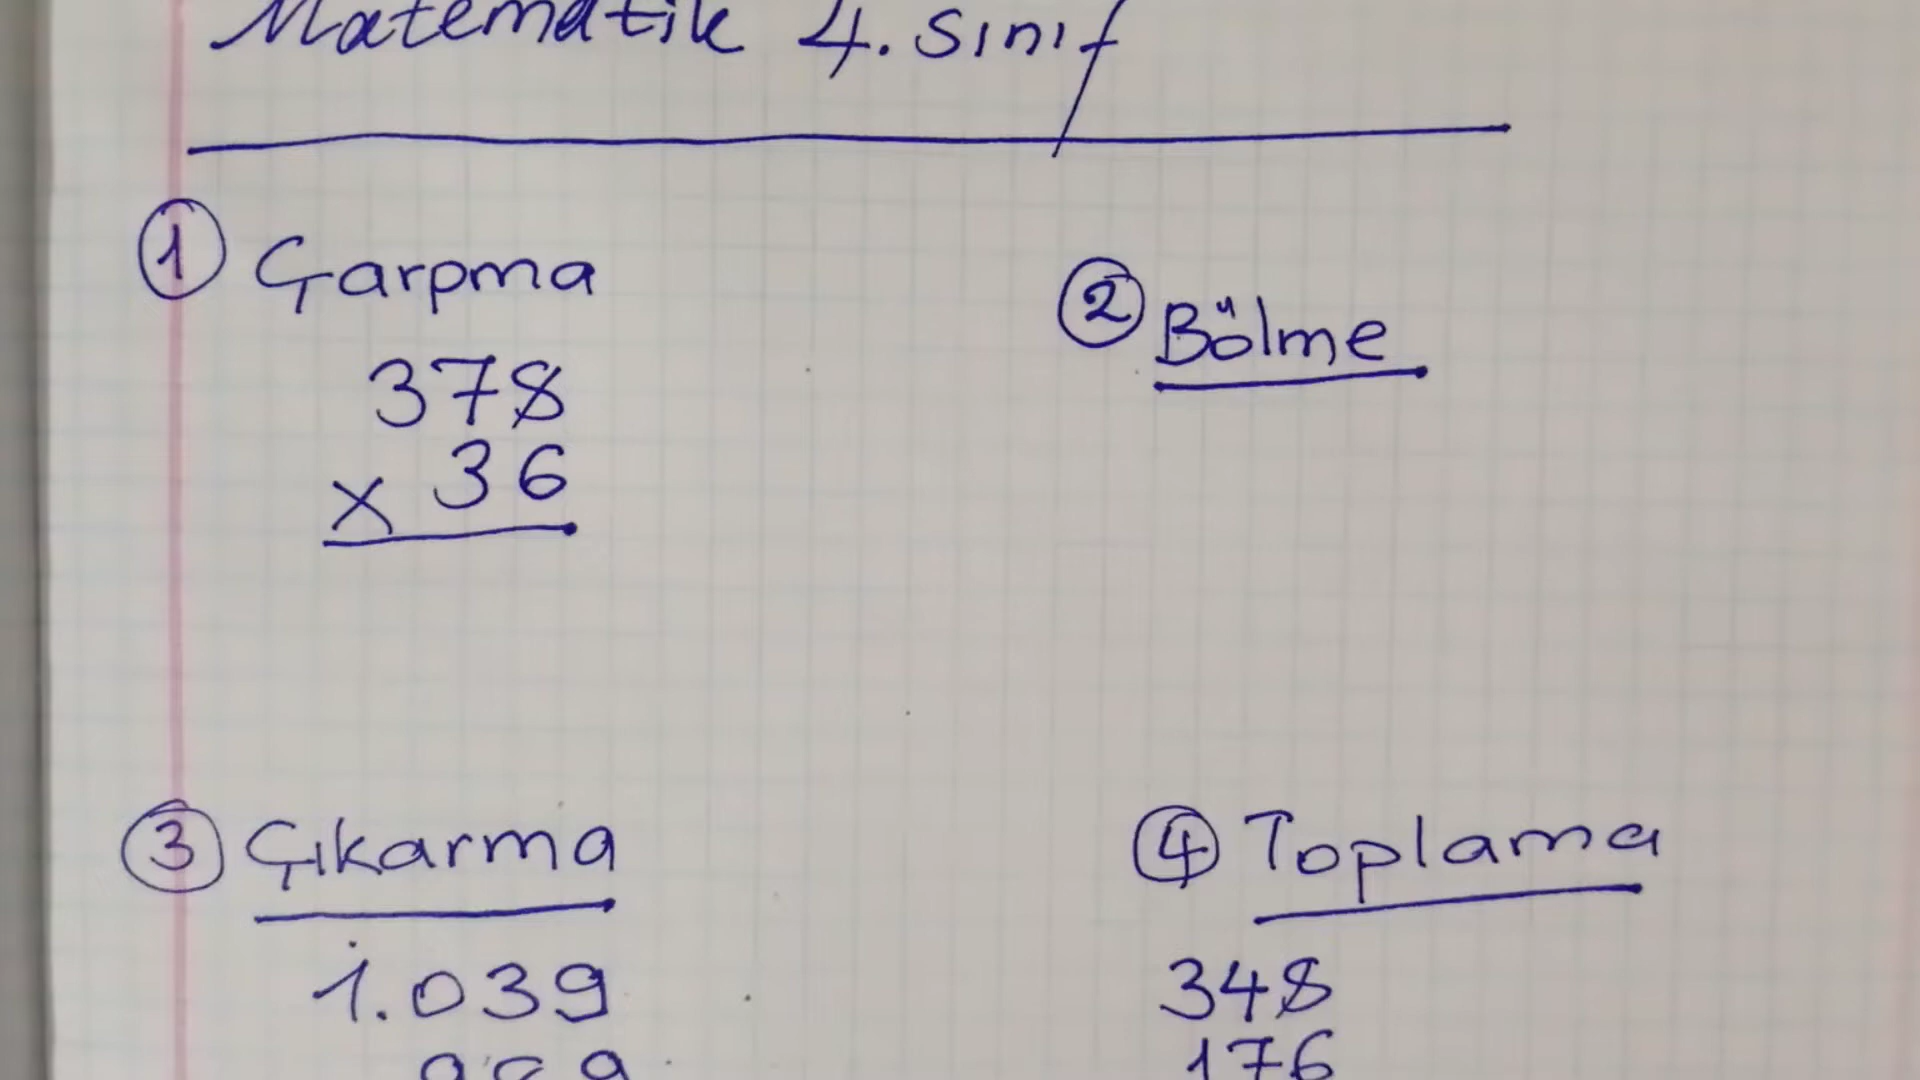 Matematik 4. sınıf
① Çarpma
378
x 36
② Bölme
③ Çıkarma
1.039
④ Toplama
348
176